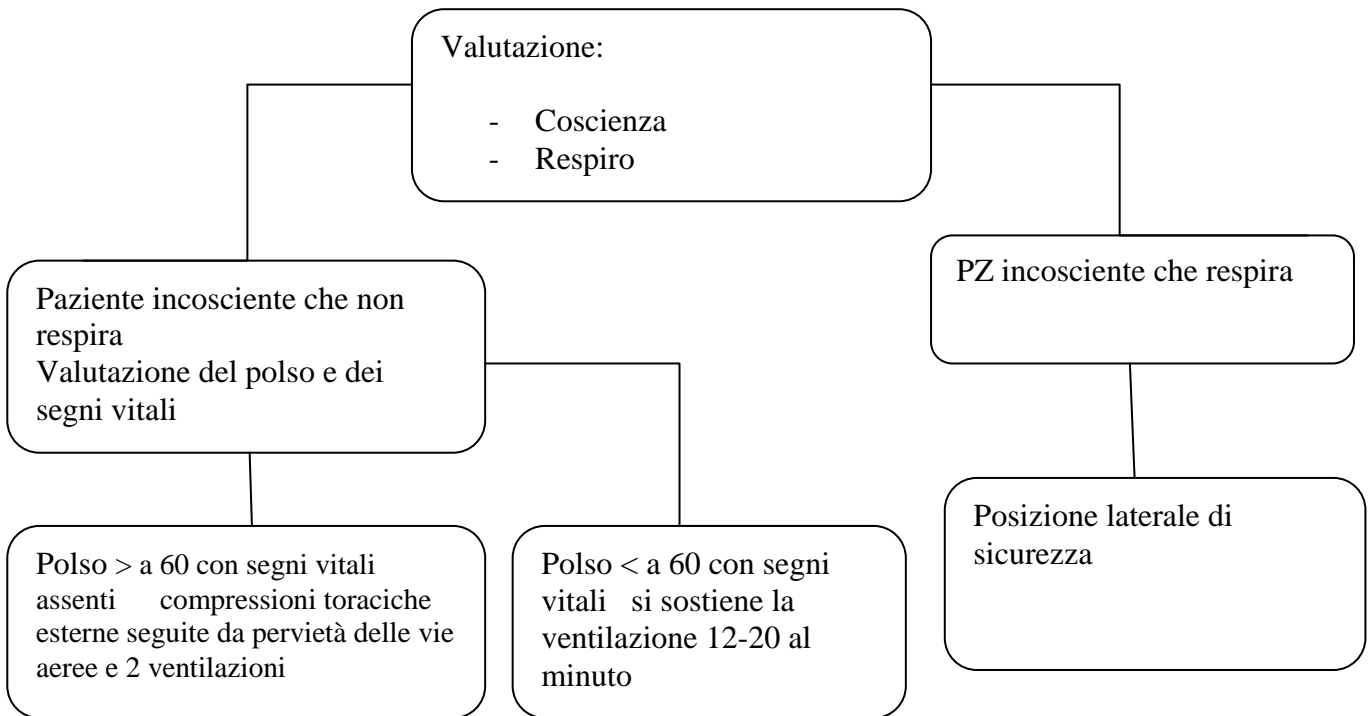 Valutazione:
- Coscienza
- Respiro
Paziente incosciente che non
respira
Valutazione del polso e dei
segni vitali
PZ incosciente che respira
Polso > a 60 con segni vitali
assenti compressioni toraciche
esterne seguite da pervietà delle vie
aeree e 2 ventilazioni
Polso < a 60 con segni
vitali si sostiene la
ventilazione 12-20 al
minuto
Posizione laterale di
sicurezza